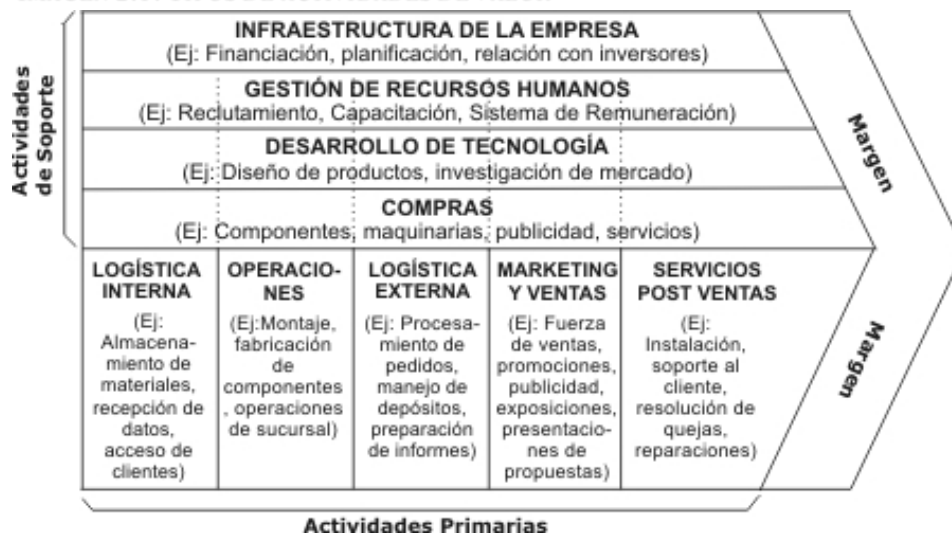 INFRAESTRUCTURA DE LA EMPRESA
(Ej: Financiación, planificación, relación con inversores)
GESTIÓN DE RECURSOS HUMANOS
(Ej: Reclutamiento, Capacitación, Sistema de Remuneración)
DESARROLLO DE TECNOLOGÍA
(Ej: Diseño de productos, investigación de mercado)
COMPRAS
(Ej: Componentes, maquinarias, publicidad, servicios)
Actividades
de Soporte
Margen
Margen
LOGÍSTICA
INTERNA
(Ej:
Almacena-
miento de
materiales,
recepción de
datos,
acceso de
clientes)
OPERACIO-
NES
(Ej:Montaje,
fabricación
de
componentes
, operaciones
de sucursal)
LOGÍSTICA
EXTERNA
(Ej: Procesa-
miento de
pedidos,
manejo de
depósitos,
preparación
de informes)
MARKETING
Y VENTAS
(Ej: Fuerza
de ventas,
promociones,
publicidad,
exposiciones,
presentacio-
nes de
propuestas)
SERVICIOS
POST VENTAS
(Ej:
Instalación,
soporte al
cliente,
resolución de
quejas,
reparaciones)
Actividades Primarias